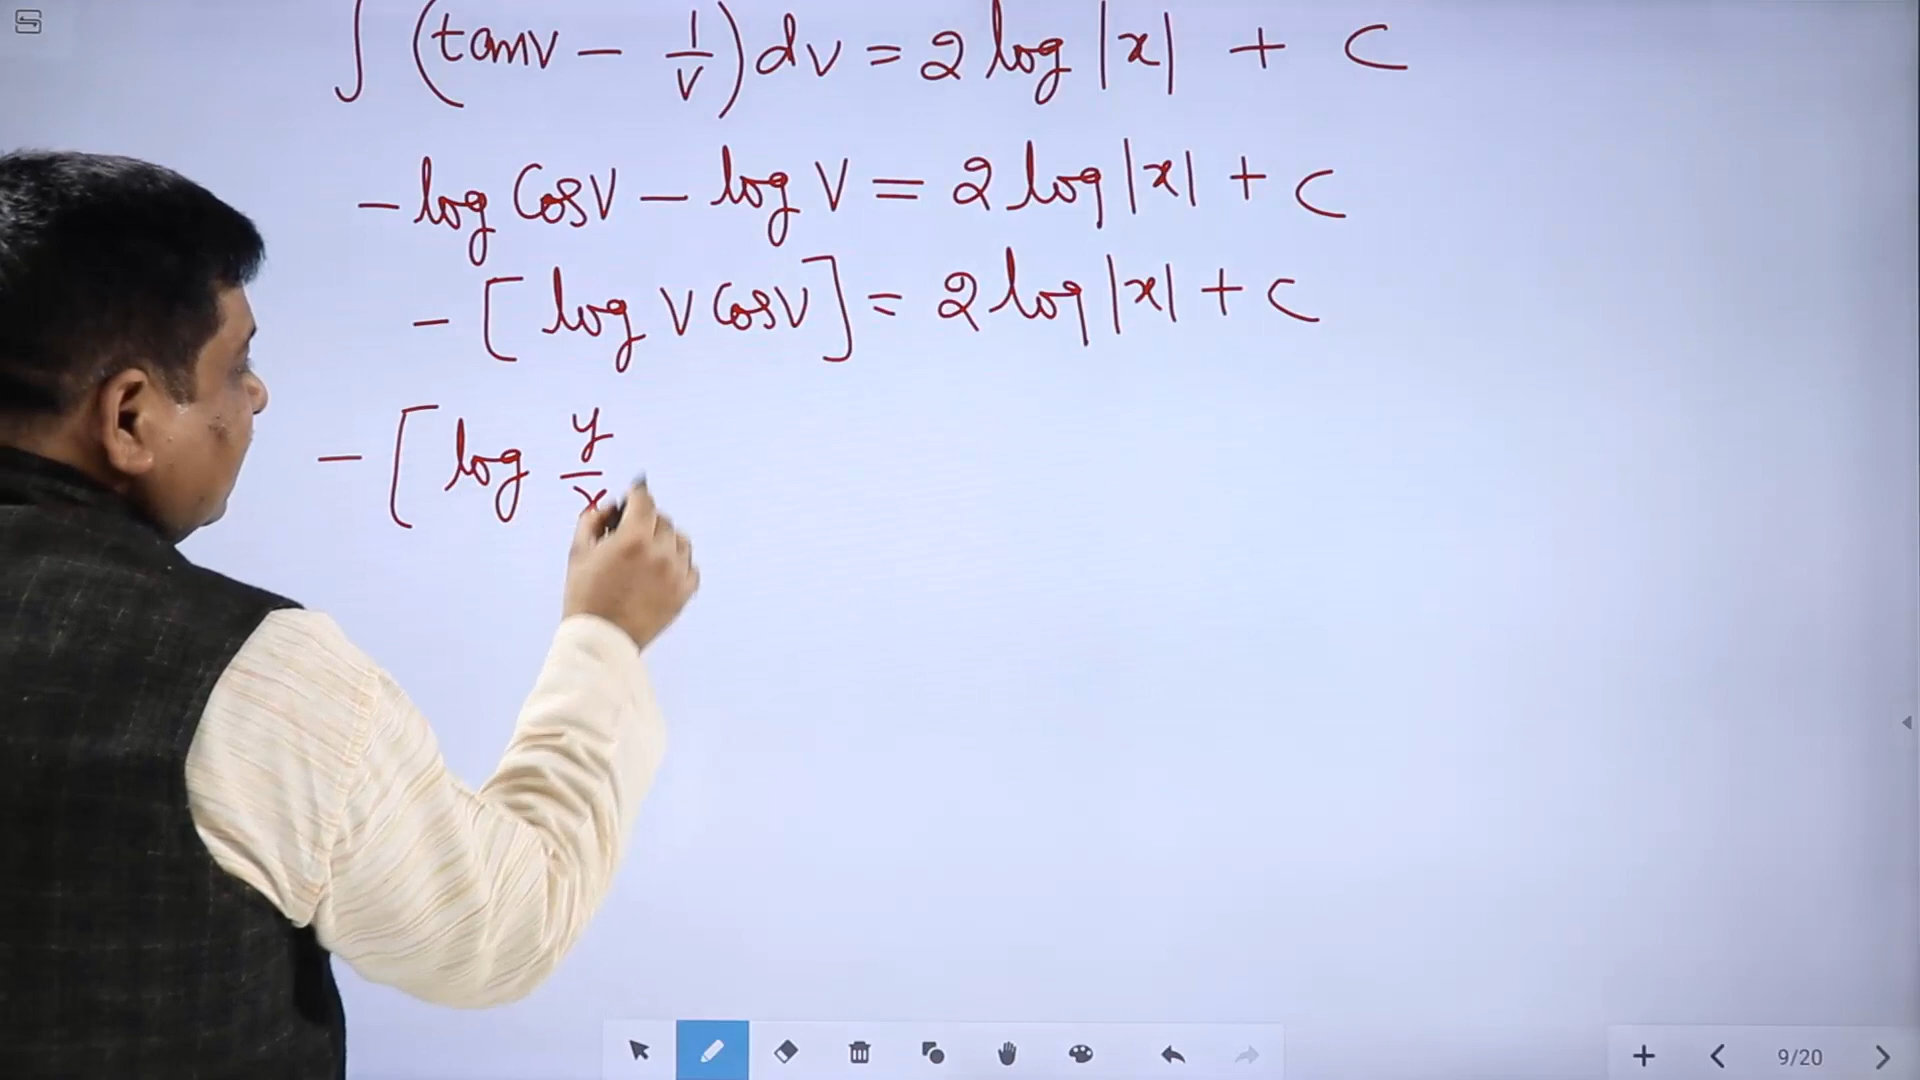 ∫ (tanv − 1/v) dv = 2 log |x| + C
− log Cosv − log v = 2 log |x| + C
− [ log v Cosv ] = 2 log |x| + C
− [ log y/x
9/20